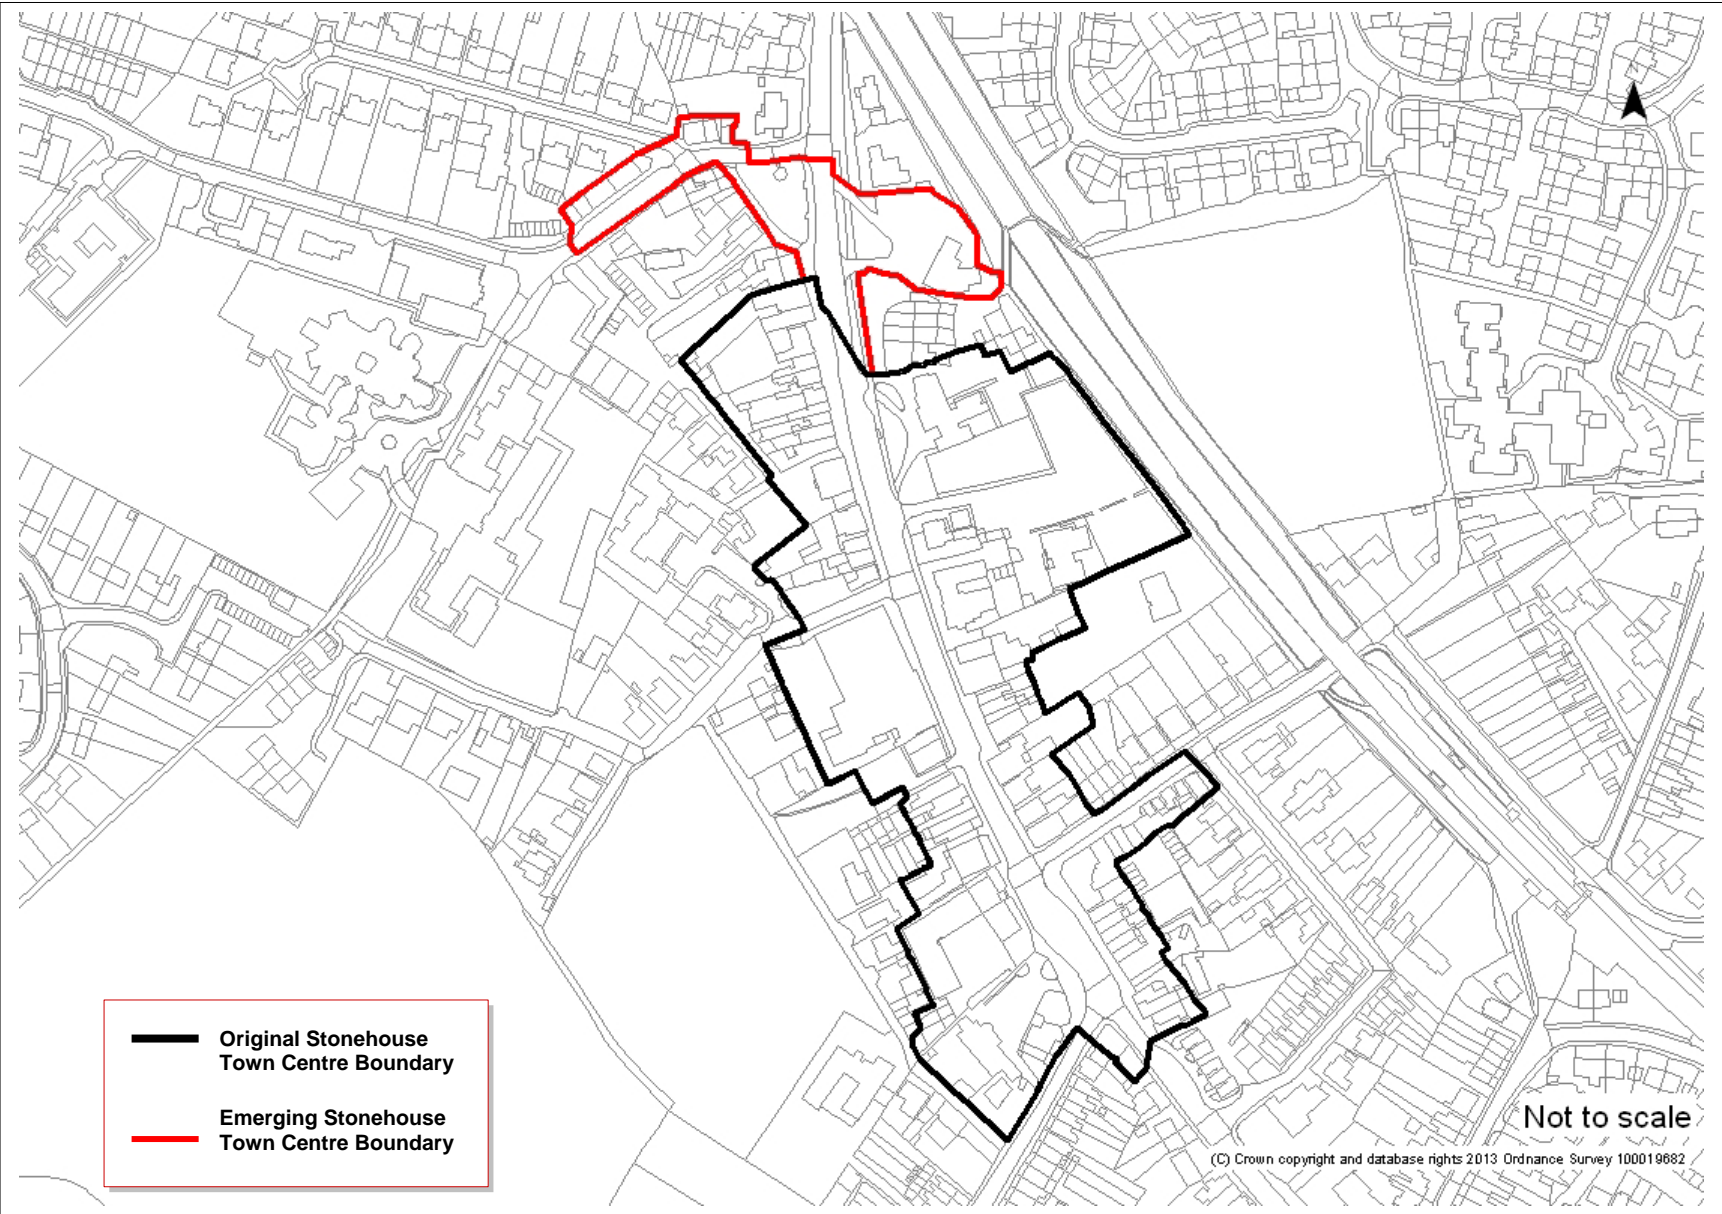 Original Stonehouse
Town Centre Boundary
Emerging Stonehouse
Town Centre Boundary
Not to scale
(C) Crown copyright and database rights 2013 Ordnance Survey 100019682